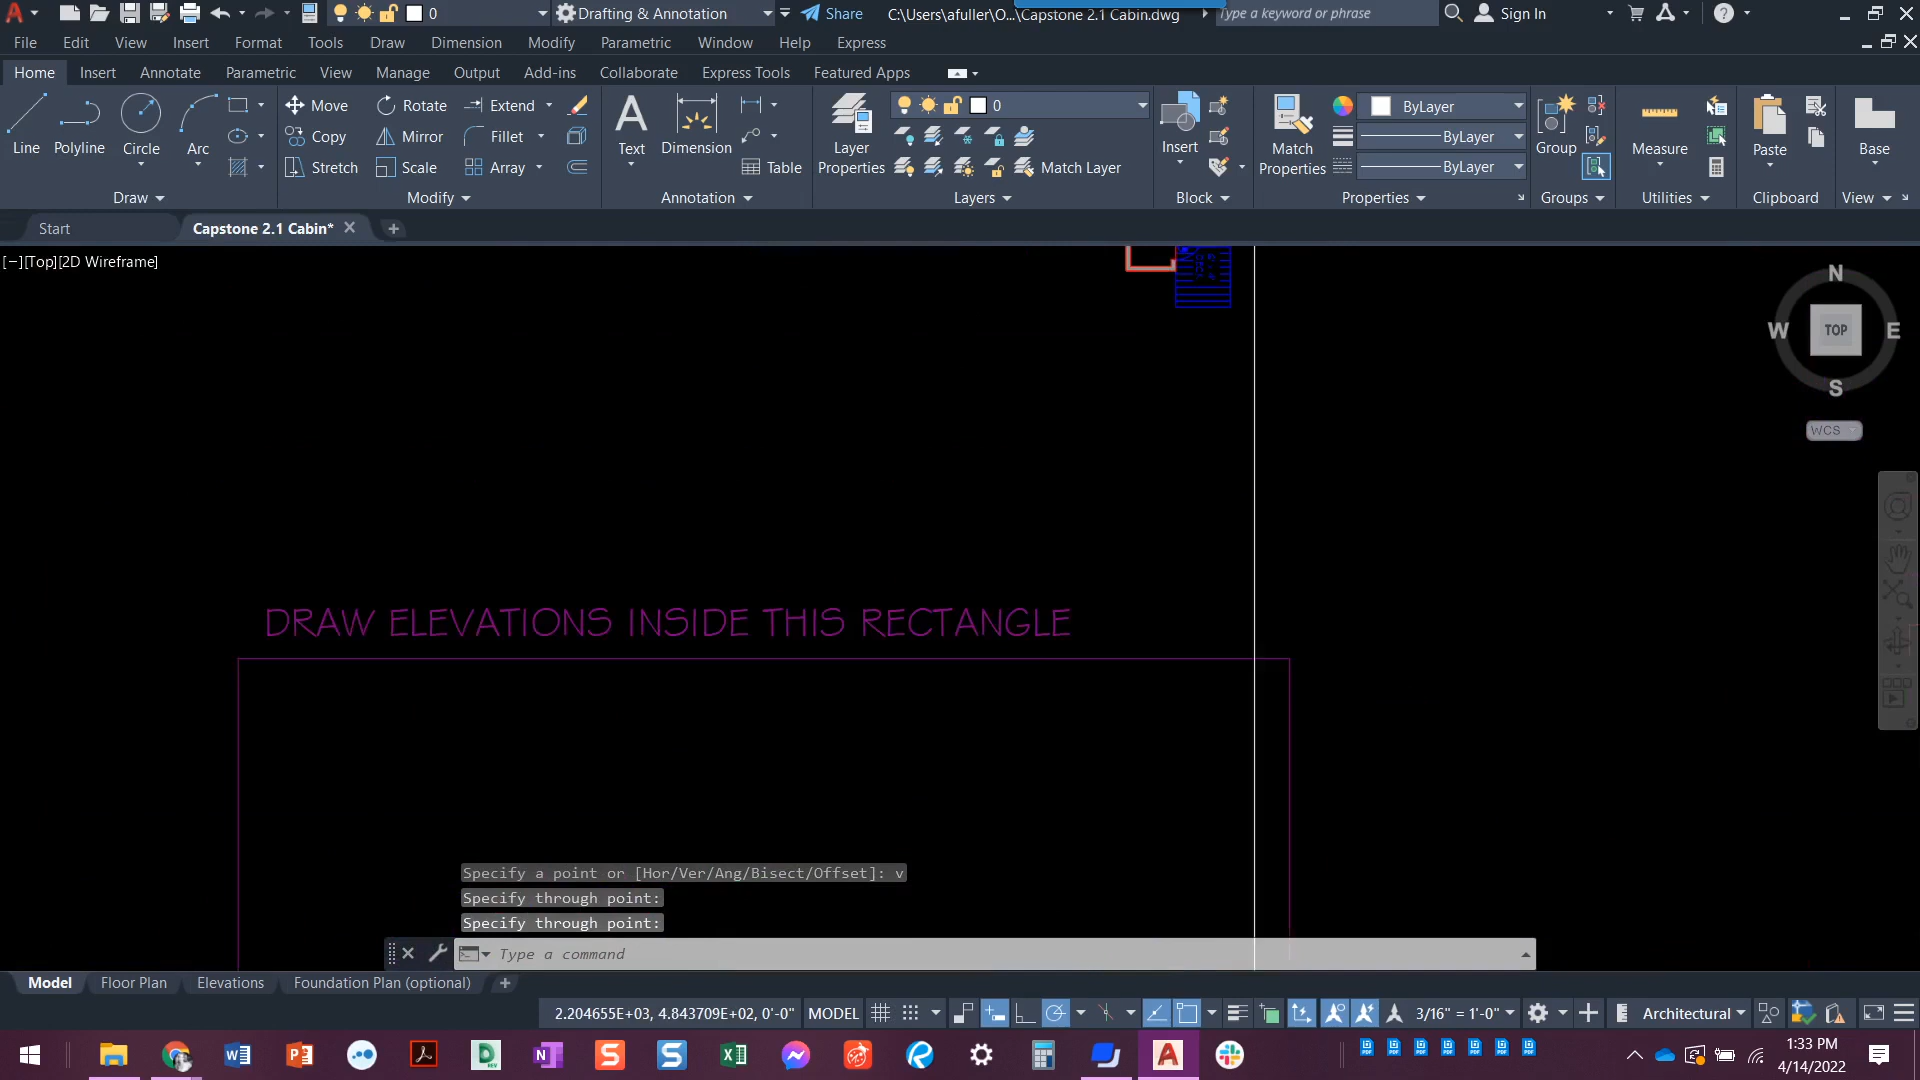 0
Drafting & Annotation
Share
C:\Users\afuller\O...\Capstone 2.1 Cabin.dwg
Type a keyword or phrase
Sign In
File Edit View Insert Format Tools Draw Dimension Modify Parametric Window Help Express
Home Insert Annotate Parametric View Manage Output Add-ins Collaborate Express Tools Featured Apps
Move Rotate Extend 0 ByLayer
Copy Mirror Fillet ByLayer
Line Polyline Circle Arc Text Dimension Layer Properties Insert Match Properties Group Measure Paste Base
Stretch Scale Array Table Match Layer ByLayer
Draw Modify Annotation Layers Block Properties Groups Utilities Clipboard View
Start Capstone 2.1 Cabin*
[−][Top][2D Wireframe]
N
W TOP E
S
WCS
DRAW ELEVATIONS INSIDE THIS RECTANGLE
Specify a point or [Hor/Ver/Ang/Bisect/Offset]: v
Specify through point:
Specify through point:
Type a command
Model Floor Plan Elevations Foundation Plan (optional)
2.204655E+03, 4.843709E+02, 0'-0" MODEL 3/16" = 1'-0" Architectural
1:33 PM
4/14/2022